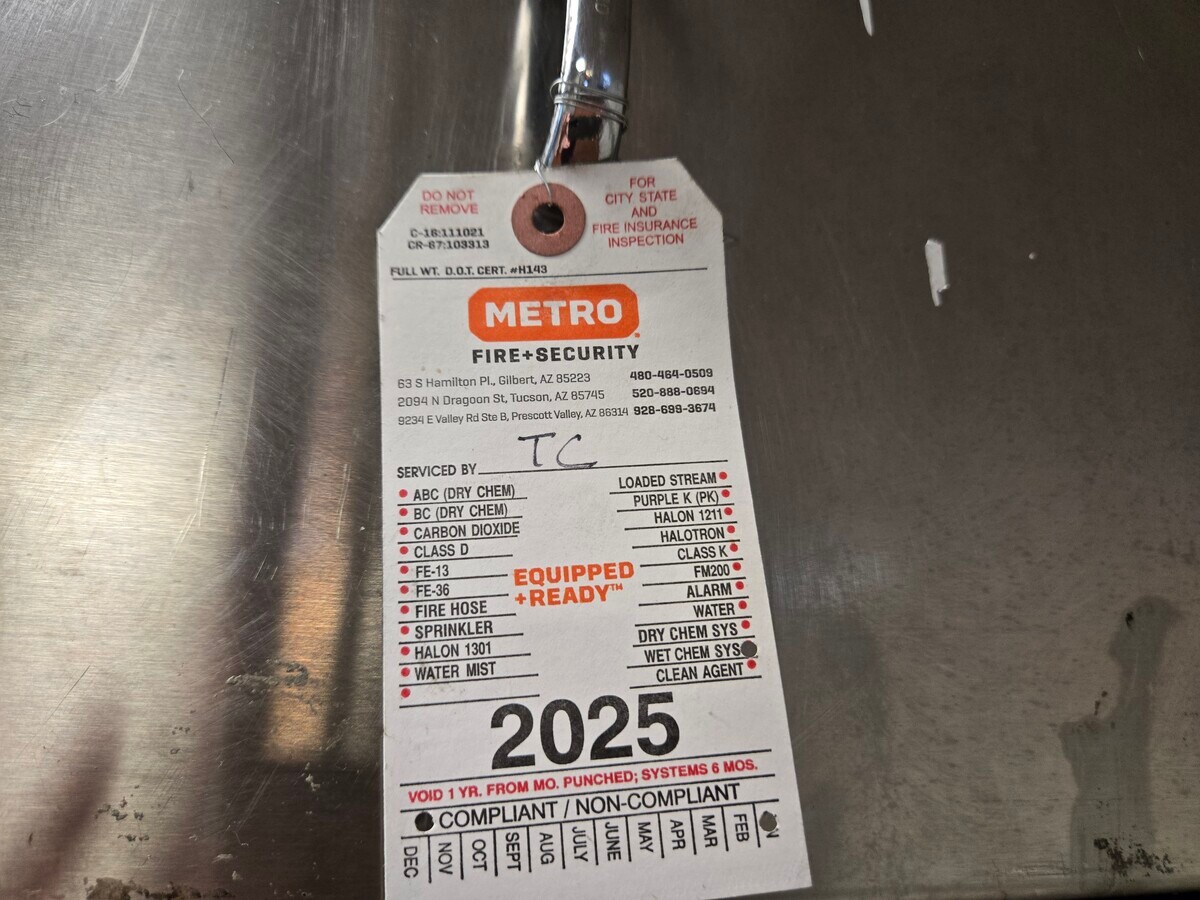 DO NOT
REMOVE
C-16:111021
CR-67:103313
FOR
CITY STATE
AND
FIRE INSURANCE
INSPECTION
FULL WT. D.O.T. CERT. #H143
METRO
FIRE+SECURITY
63 S Hamilton Pl., Gilbert, AZ 85223 480-464-0509
2094 N Dragoon St, Tucson, AZ 85745 520-888-0694
9234 E Valley Rd Ste B, Prescott Valley, AZ 86314 928-699-3674
SERVICED BY TC
ABC (DRY CHEM)
BC (DRY CHEM)
CARBON DIOXIDE
CLASS D
FE-13
FE-36
FIRE HOSE
SPRINKLER
HALON 1301
WATER MIST
EQUIPPED
+READY™
LOADED STREAM
PURPLE K (PK)
HALON 1211
HALOTRON
CLASS K
FM200
ALARM
WATER
DRY CHEM SYS
WET CHEM SYS
CLEAN AGENT
2025
VOID 1 YR. FROM MO. PUNCHED; SYSTEMS 6 MOS.
COMPLIANT / NON-COMPLIANT
DEC NOV OCT SEPT AUG JULY JUNE MAY APR MAR FEB